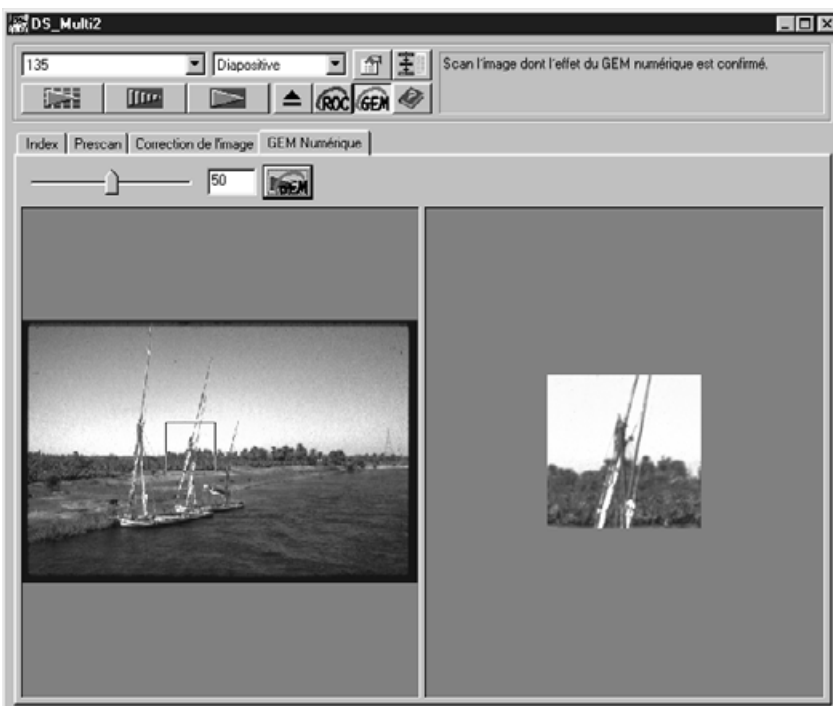 DS_Multi2
135 Diapositive Scan l'image dont l'effet du GEM numérique est confirmé.
ROC GEM
Index Prescan Correction de l'image GEM Numérique
50 GEM